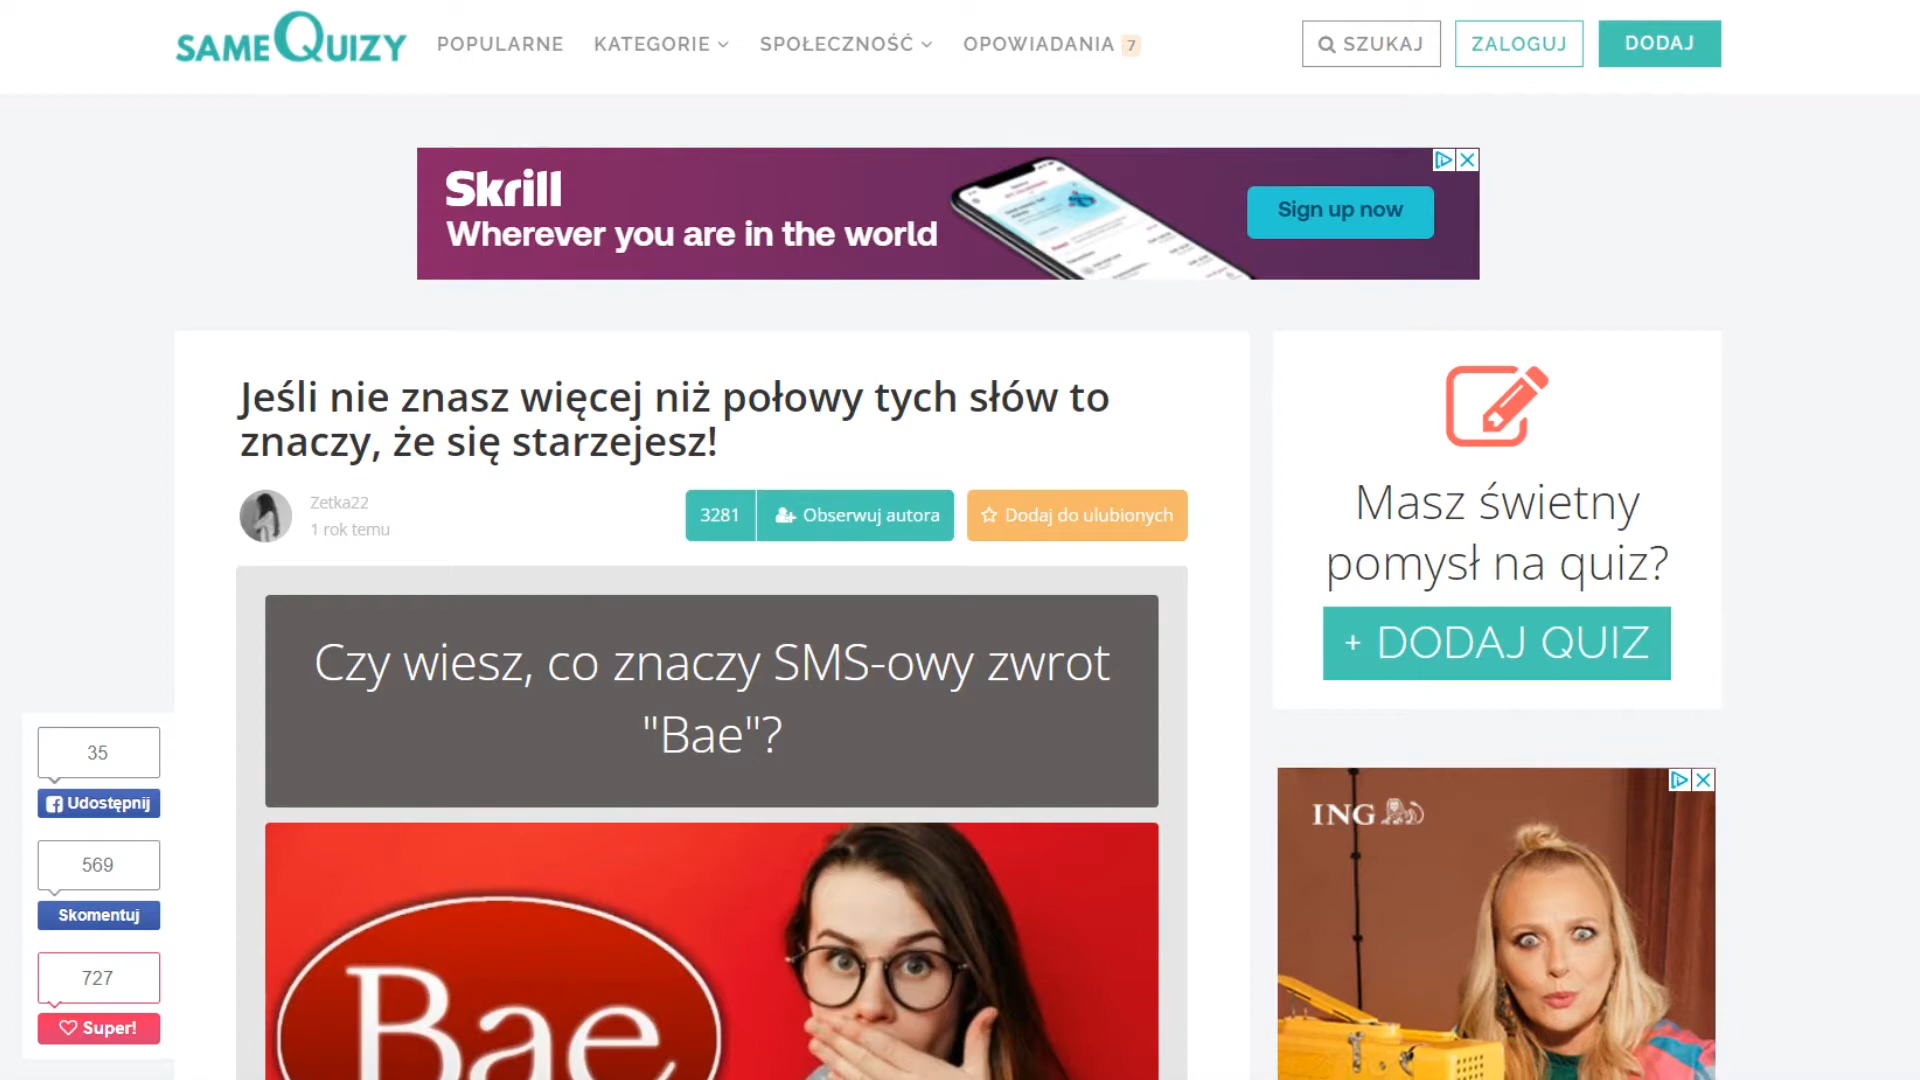 SAMEQUIZY
POPULARNE
KATEGORIE
SPOŁECZNOŚĆ
OPOWIADANIA 7
SZUKAJ
ZALOGUJ
DODAJ
Skrill
Wherever you are in the world
Sign up now
Jeśli nie znasz więcej niż połowy tych słów to
znaczy, że się starzejesz!
Zetka22
1 rok temu
3281
Obserwuj autora
Dodaj do ulubionych
Czy wiesz, co znaczy SMS-owy zwrot
"Bae"?
Bae
Masz świetny
pomysł na quiz?
+ DODAJ QUIZ
ING
35
Udostępnij
569
Skomentuj
727
Super!